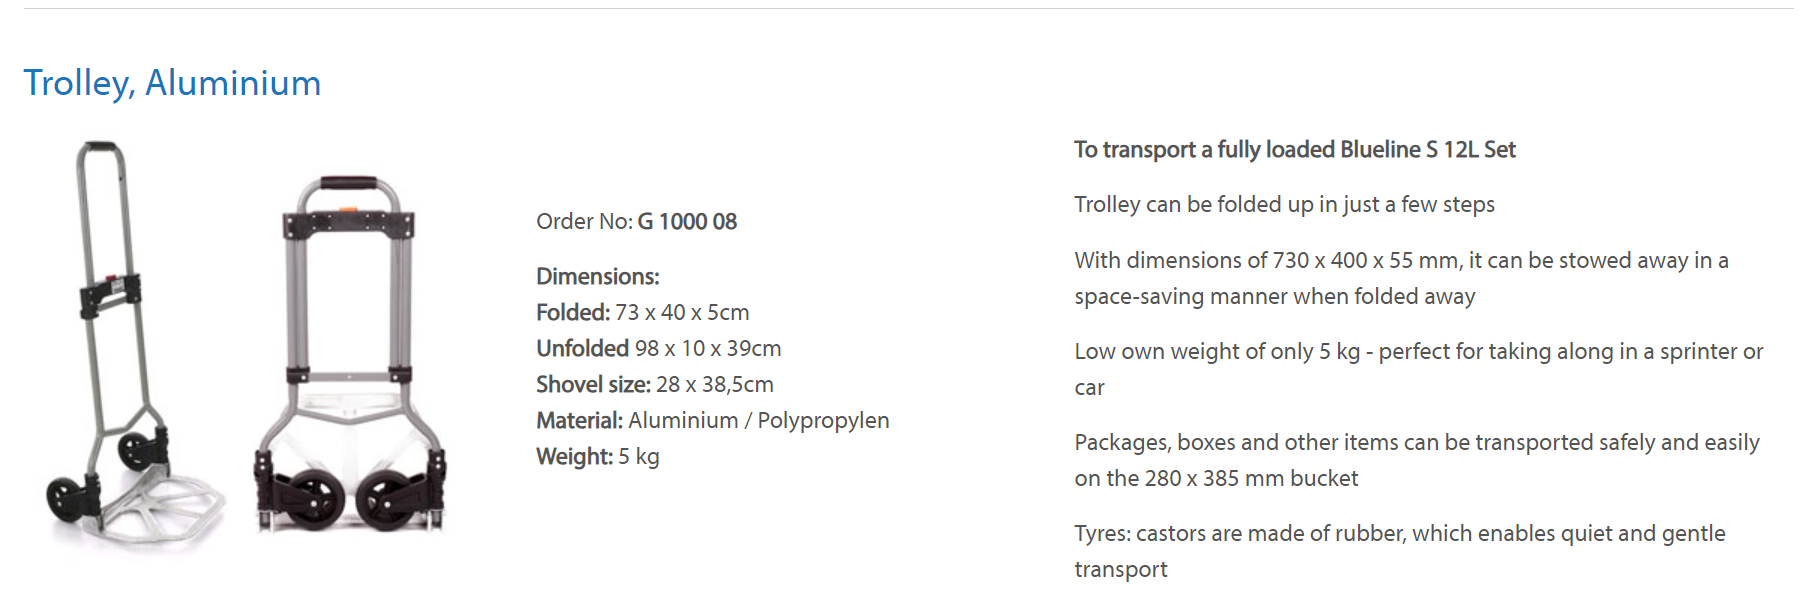 Trolley, Aluminium
Order No: G 1000 08
Dimensions:
Folded: 73 x 40 x 5cm
Unfolded 98 x 10 x 39cm
Shovel size: 28 x 38,5cm
Material: Aluminium / Polypropylen
Weight: 5 kg
To transport a fully loaded Blueline S 12L Set
Trolley can be folded up in just a few steps
With dimensions of 730 x 400 x 55 mm, it can be stowed away in a
space-saving manner when folded away
Low own weight of only 5 kg - perfect for taking along in a sprinter or
car
Packages, boxes and other items can be transported safely and easily
on the 280 x 385 mm bucket
Tyres: castors are made of rubber, which enables quiet and gentle
transport